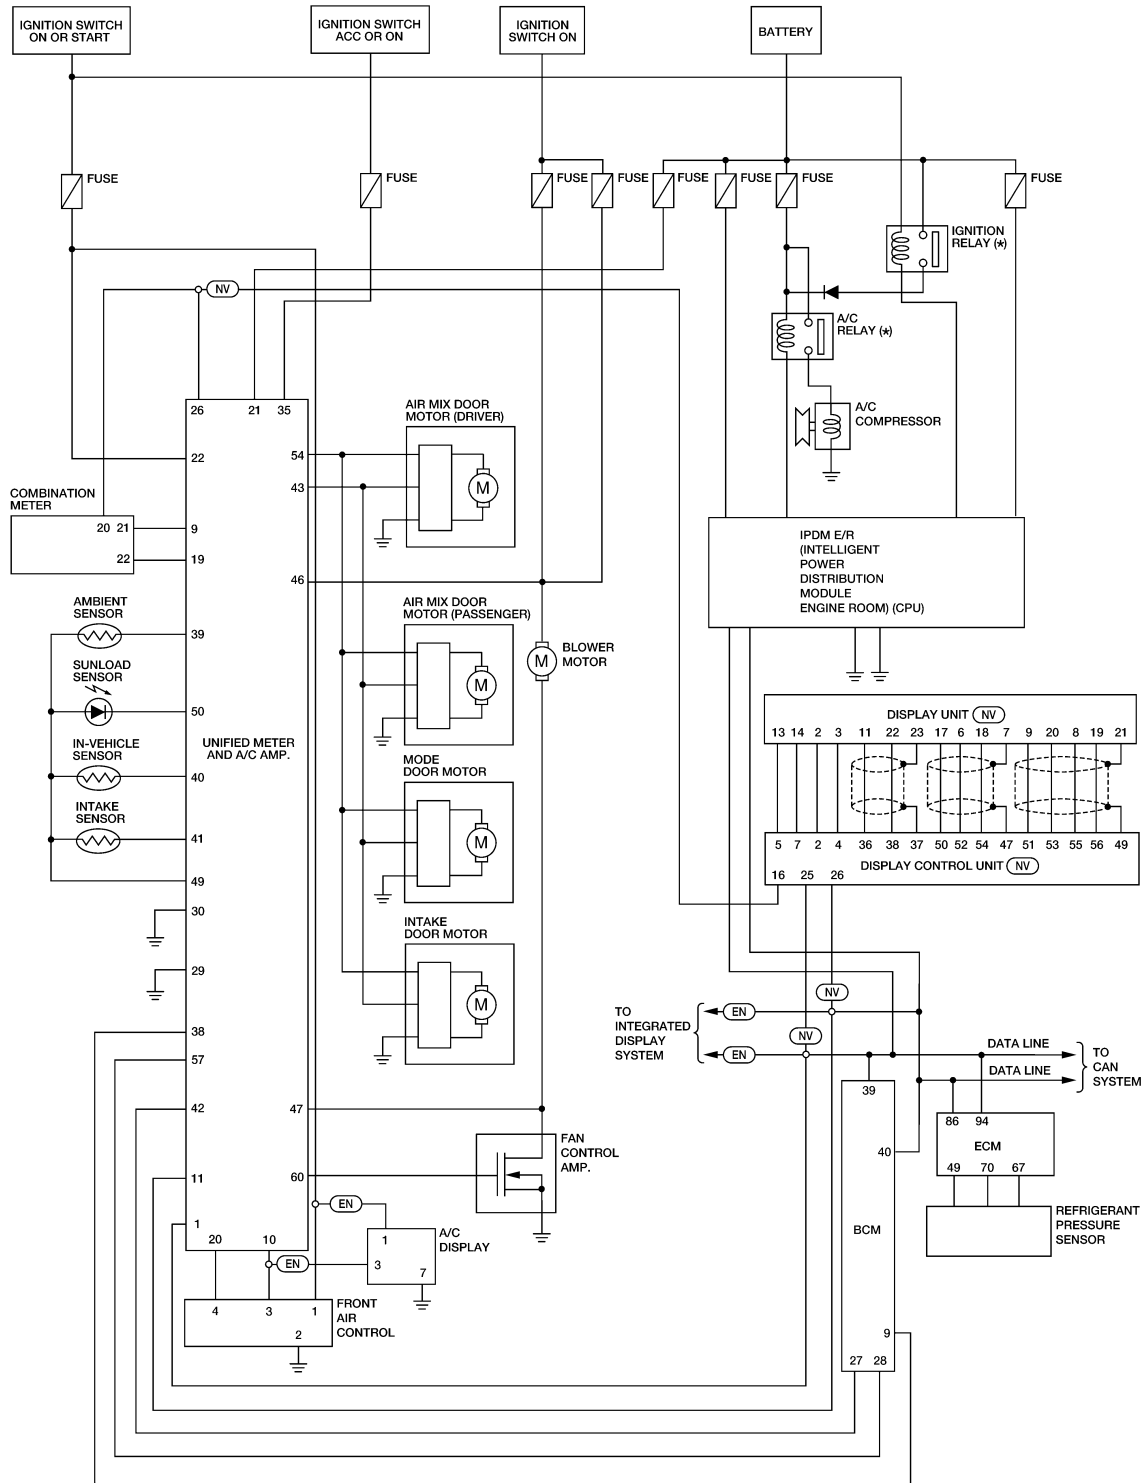 IGNITION SWITCH
ON OR START
IGNITION SWITCH
ACC OR ON
IGNITION
SWITCH ON
BATTERY
FUSE
FUSE
FUSE
FUSE
FUSE
FUSE
FUSE
IGNITION
RELAY (*)
NV
A/C
RELAY (*)
A/C
COMPRESSOR
26 21 35
AIR MIX DOOR
MOTOR (DRIVER)
M
54
22
43
COMBINATION
METER
20 21
9
22
19
46
IPDM E/R
(INTELLIGENT
POWER
DISTRIBUTION
MODULE
ENGINE ROOM) (CPU)
AMBIENT
SENSOR
39
AIR MIX DOOR
MOTOR (PASSENGER)
M
M
BLOWER
MOTOR
SUNLOAD
SENSOR
50
UNIFIED METER
AND A/C AMP.
IN-VEHICLE
SENSOR
40
MODE
DOOR MOTOR
M
INTAKE
SENSOR
41
49
30
29
DISPLAY UNIT NV
13 14 2 3 11 22 23 17 6 18 7 9 20 8 19 21
5 7 2 4 36 38 37 50 52 54 47 51 53 55 56 49
DISPLAY CONTROL UNIT NV
16 25 26
INTAKE
DOOR MOTOR
M
NV
TO
INTEGRATED
DISPLAY
SYSTEM
EN
NV
EN
DATA LINE
DATA LINE
TO
CAN
SYSTEM
38
57
42
47
11
60
1
20 10
FAN
CONTROL
AMP.
EN
EN
A/C
DISPLAY
1
3
7
4 3 1
2
FRONT
AIR
CONTROL
39
40
BCM
9
27 28
86 94
ECM
49 70 67
REFRIGERANT
PRESSURE
SENSOR